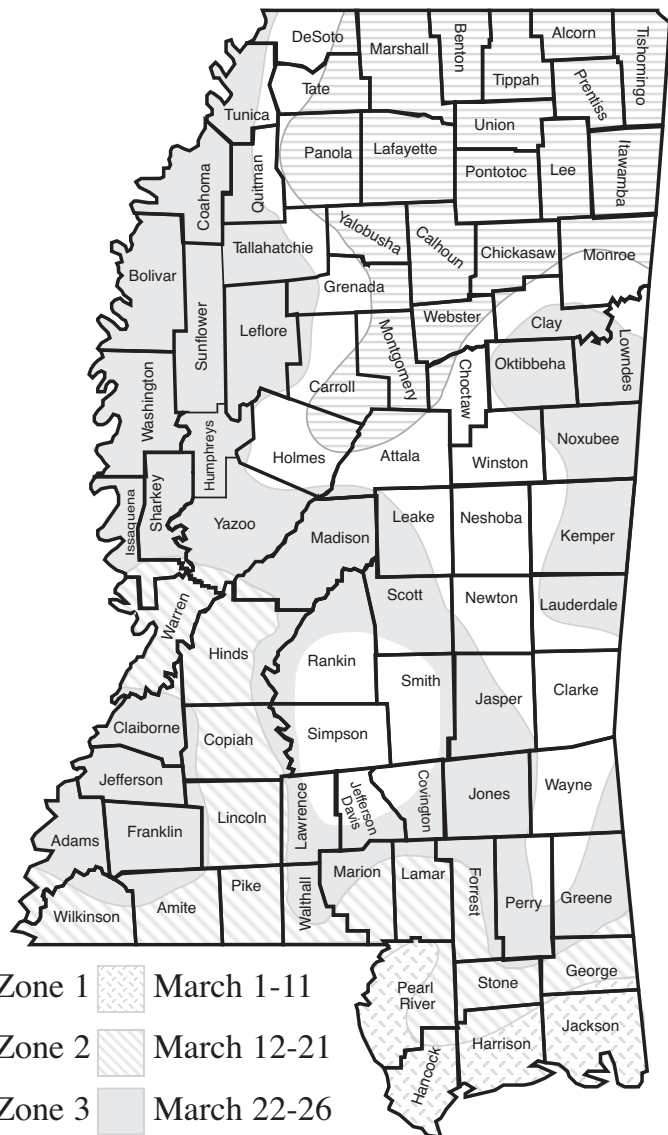 DeSoto
Marshall
Benton
Alcorn
Tishomingo
Tate
Tippah
Prentiss
Tunica
Union
Panola
Lafayette
Itawamba
Quitman
Coahoma
Pontotoc
Lee
Tallahatchie
Yalobusha
Calhoun
Chickasaw
Monroe
Bolivar
Grenada
Sunflower
Leflore
Webster
Clay
Montgomery
Lowndes
Washington
Carroll
Choctaw
Oktibbeha
Humphreys
Holmes
Attala
Winston
Noxubee
Issaquena
Sharkey
Yazoo
Madison
Leake
Neshoba
Kemper
Warren
Scott
Newton
Lauderdale
Hinds
Rankin
Smith
Jasper
Clarke
Claiborne
Copiah
Simpson
Jefferson
Lawrence
Jefferson
Davis
Covington
Jones
Wayne
Adams
Franklin
Lincoln
Wilkinson
Amite
Pike
Walthall
Marion
Lamar
Forrest
Perry
Greene
Pearl
River
Stone
George
Hancock
Harrison
Jackson
Zone 1 March 1-11
Zone 2 March 12-21
Zone 3 March 22-26